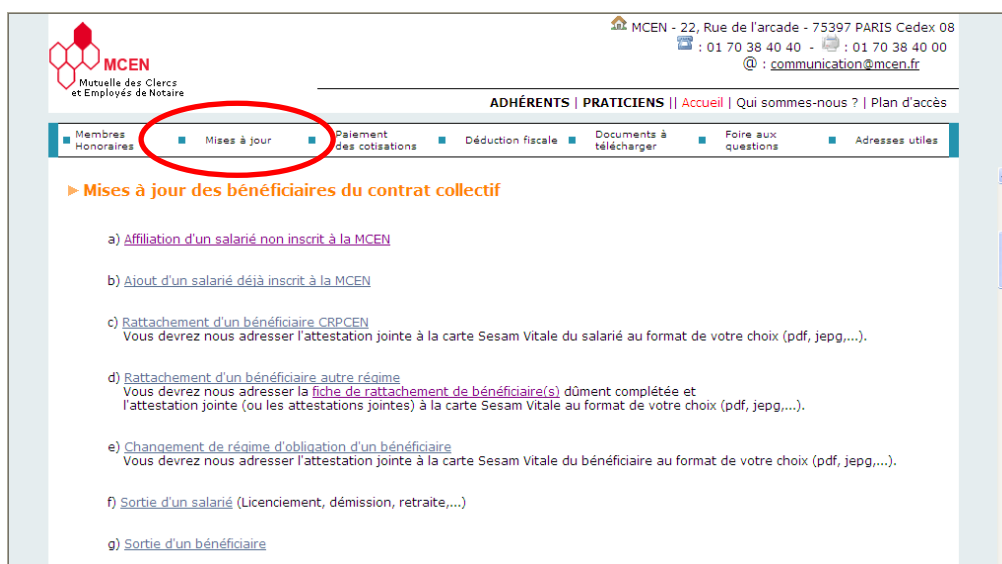 MCEN - 22, Rue de l'arcade - 75397 PARIS Cedex 08
: 01 70 38 40 40 - : 01 70 38 40 00
@ : communication@mcen.fr
MCEN
Mutuelle des Clercs
et Employés de Notaire
ADHÉRENTS | PRATICIENS || Accueil | Qui sommes-nous ? | Plan d'accès
Membres Honoraires
Mises à jour
Paiement des cotisations
Déduction fiscale
Documents à télécharger
Foire aux questions
Adresses utiles
Mises à jour des bénéficiaires du contrat collectif
a) Affiliation d'un salarié non inscrit à la MCEN
b) Ajout d'un salarié déjà inscrit à la MCEN
c) Rattachement d'un bénéficiaire CRPCEN
Vous devrez nous adresser l'attestation jointe à la carte Sesam Vitale du salarié au format de votre choix (pdf, jepg,...).
d) Rattachement d'un bénéficiaire autre régime
Vous devrez nous adresser la fiche de rattachement de bénéficiaire(s) dûment complétée et
l'attestation jointe (ou les attestations jointes) à la carte Sesam Vitale au format de votre choix (pdf, jepg,...).
e) Changement de régime d'obligation d'un bénéficiaire
Vous devrez nous adresser l'attestation jointe à la carte Sesam Vitale du bénéficiaire au format de votre choix (pdf, jepg,...).
f) Sortie d'un salarié (Licenciement, démission, retraite,...)
g) Sortie d'un bénéficiaire